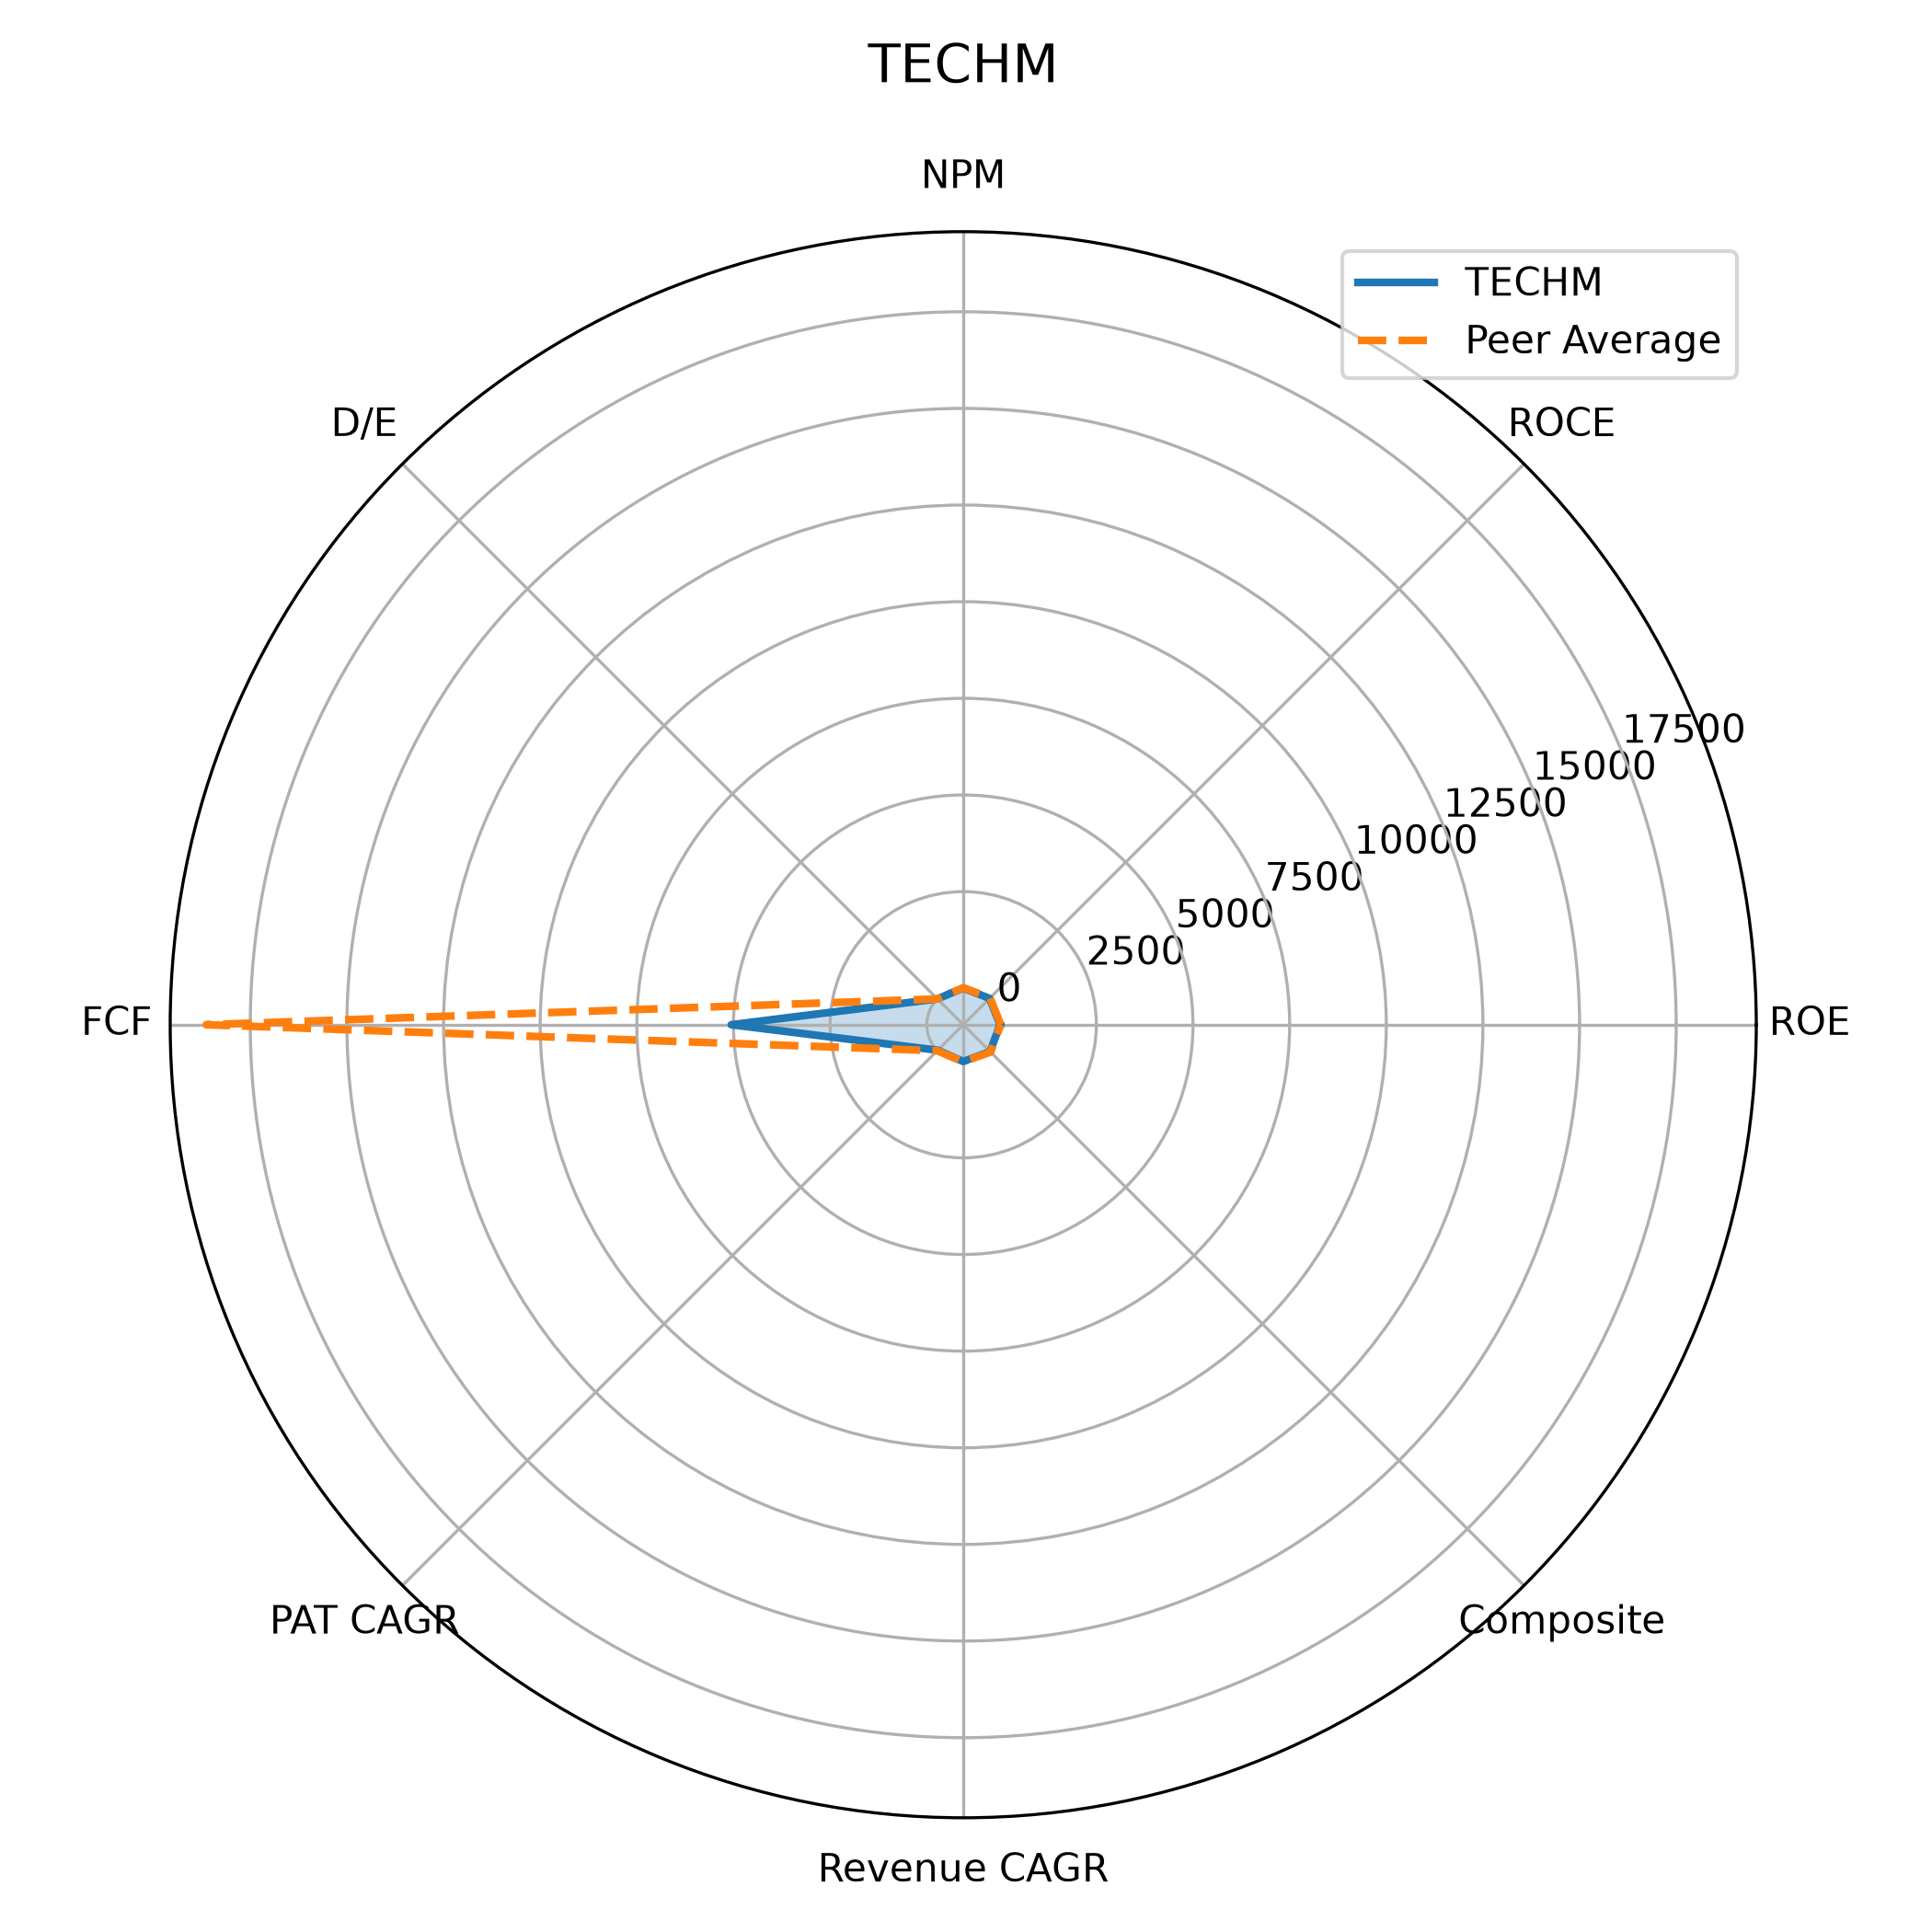 TECHM
NPM
TECHM
Peer Average
D/E
ROCE
17500
15000
12500
10000
7500
5000
2500
0
FCF
ROE
PAT CAGR
Composite
Revenue CAGR